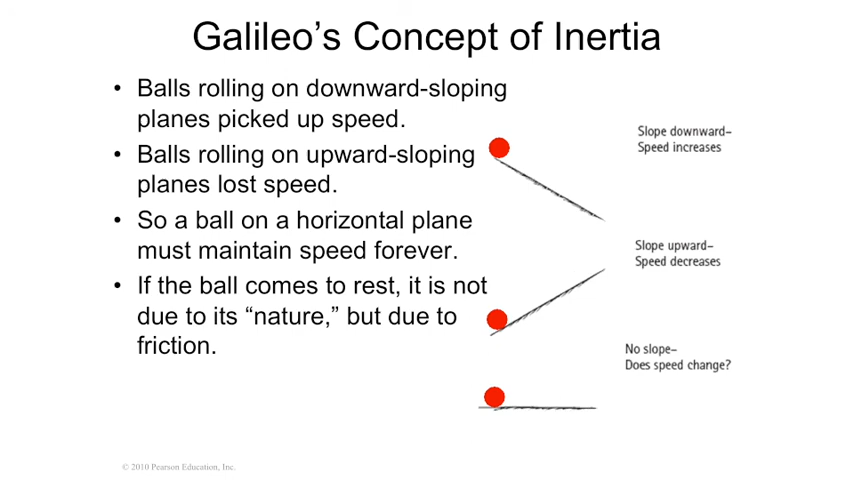 Galileo’s Concept of Inertia
• Balls rolling on downward-sloping
planes picked up speed.
• Balls rolling on upward-sloping
planes lost speed.
• So a ball on a horizontal plane
must maintain speed forever.
• If the ball comes to rest, it is not
due to its “nature,” but due to
friction.
Slope downward–
Speed increases
Slope upward–
Speed decreases
No slope–
Does speed change?
© 2010 Pearson Education, Inc.